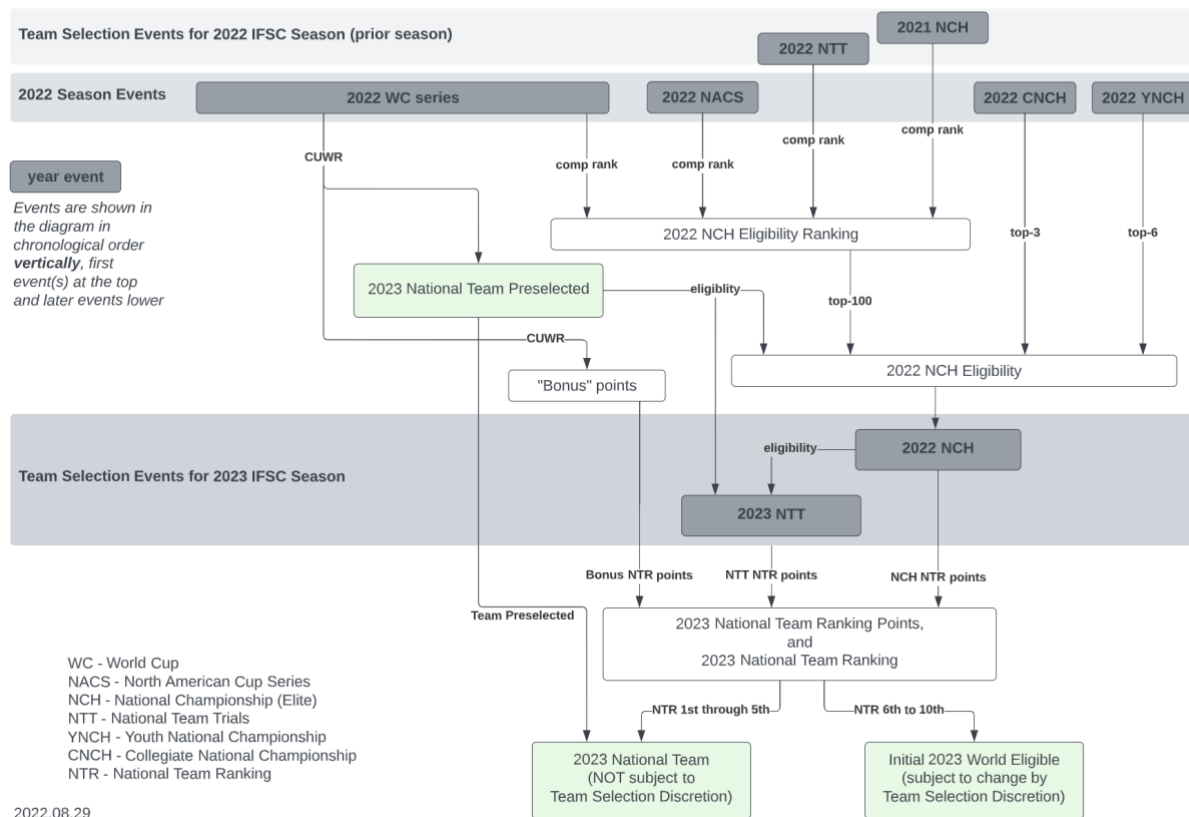 Team Selection Events for 2022 IFSC Season (prior season)
2021 NCH
2022 NTT
2022 Season Events
2022 WC series
2022 NACS
2022 CNCH
2022 YNCH
CUWR
comp rank
comp rank
comp rank
comp rank
year event
Events are shown in
the diagram in
chronological order
vertically, first
event(s) at the top
and later events lower
2022 NCH Eligibility Ranking
top-3
top-6
2023 National Team Preselected
eligiblity
top-100
CUWR
2022 NCH Eligibility
"Bonus" points
Team Selection Events for 2023 IFSC Season
eligibility
2022 NCH
2023 NTT
Bonus NTR points
NTT NTR points
NCH NTR points
Team Preselected
2023 National Team Ranking Points,
and
2023 National Team Ranking
WC - World Cup
NACS - North American Cup Series
NCH - National Championship (Elite)
NTT - National Team Trials
YNCH - Youth National Championship
CNCH - Collegiate National Championship
NTR - National Team Ranking
NTR 1st through 5th
NTR 6th to 10th
2023 National Team
(NOT subject to
Team Selection Discretion)
Initial 2023 World Eligible
(subject to change by
Team Selection Discretion)
2022.08.29